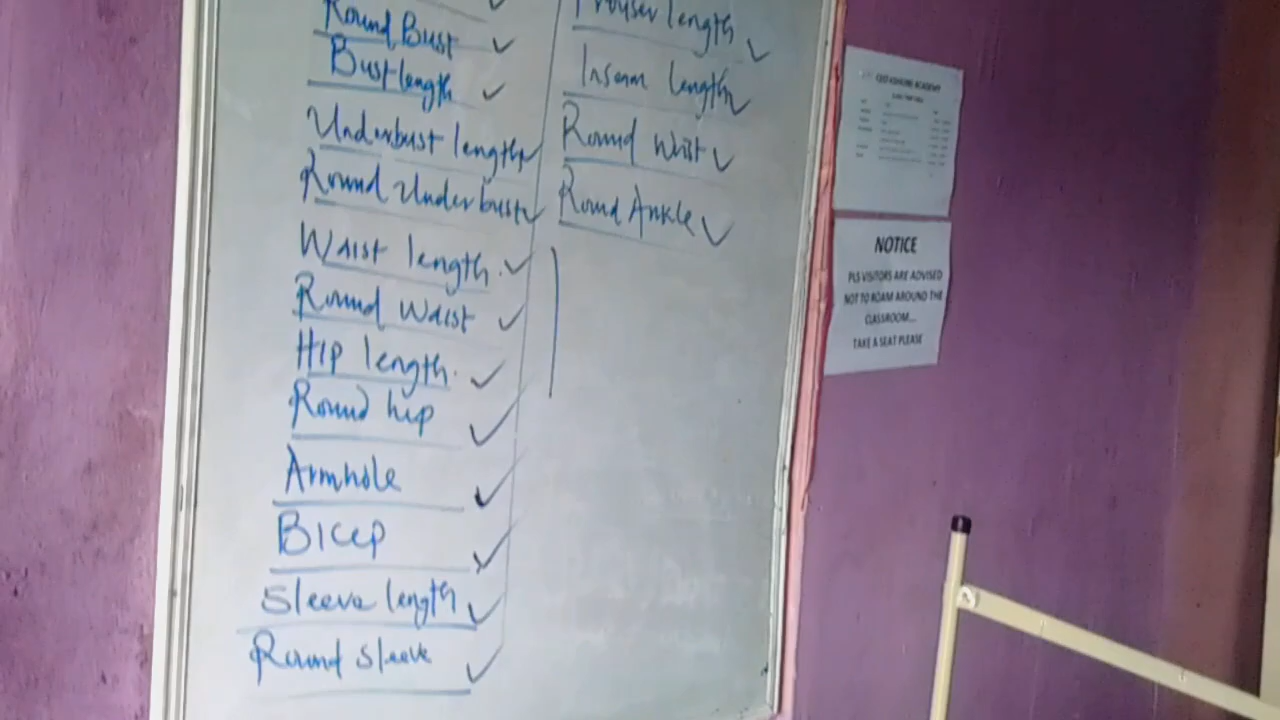 Round Bust
Bust length
Underbust length
Round Underbust
Waist length.
Round Waist
Hip length.
Round hip
Armhole
Bicep
Sleeve length
Round sleeve
Trouser length
Inseam length
Round Waist
Round Ankle
NOTICE
PLS VISITORS ARE ADVISED
NOT TO ROAM AROUND THE
CLASSROOM...
TAKE A SEAT PLEASE